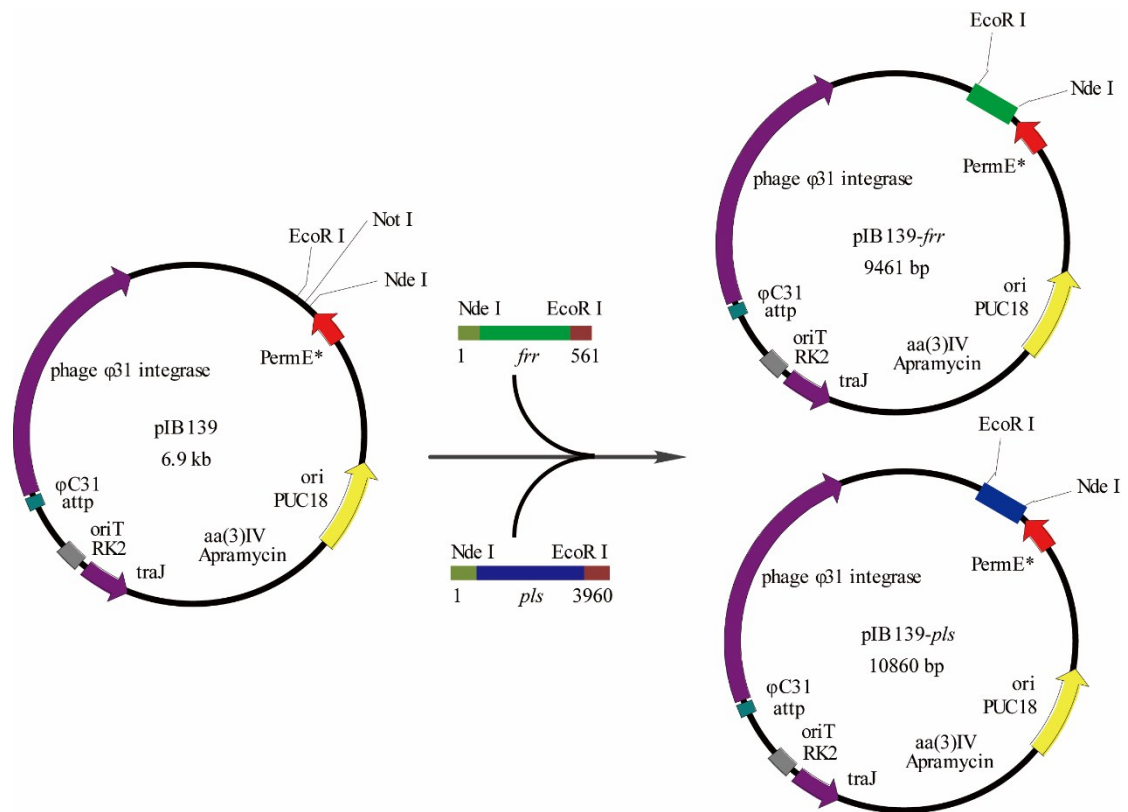 EcoR I
Not I
Nde I
PermE*
phage φ31 integrase
pIB139
6.9 kb
φC31
attp
oriT
RK2
traJ
aa(3)IV
Apramycin
ori
PUC18
Nde I EcoR I
1 frr 561
Nde I EcoR I
1 pls 3960
EcoR I
Nde I
PermE*
phage φ31 integrase
pIB139-frr
9461 bp
φC31
attp
oriT
RK2
traJ
aa(3)IV
Apramycin
ori
PUC18
EcoR I
Nde I
PermE*
phage φ31 integrase
pIB139-pls
10860 bp
φC31
attp
oriT
RK2
traJ
aa(3)IV
Apramycin
ori
PUC18